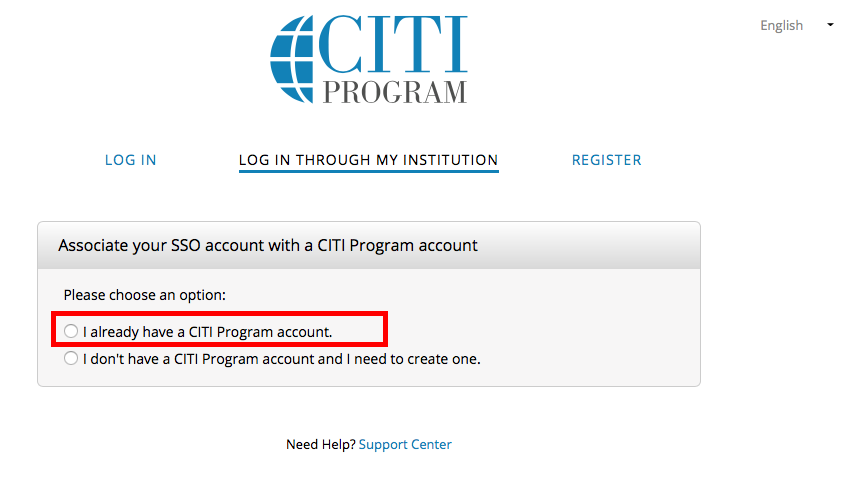 English
CITI
PROGRAM
LOG IN
LOG IN THROUGH MY INSTITUTION
REGISTER
Associate your SSO account with a CITI Program account
Please choose an option:
I already have a CITI Program account.
I don't have a CITI Program account and I need to create one.
Need Help? Support Center